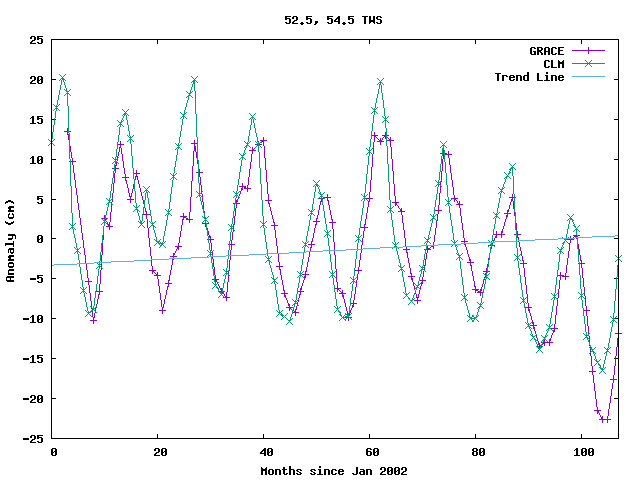 52.5, 54.5 TWS
GRACE
CLM
Trend Line
25
20
15
10
5
0
-5
-10
-15
-20
-25
Anomaly (cm)
0 20 40 60 80 100
Months since Jan 2002